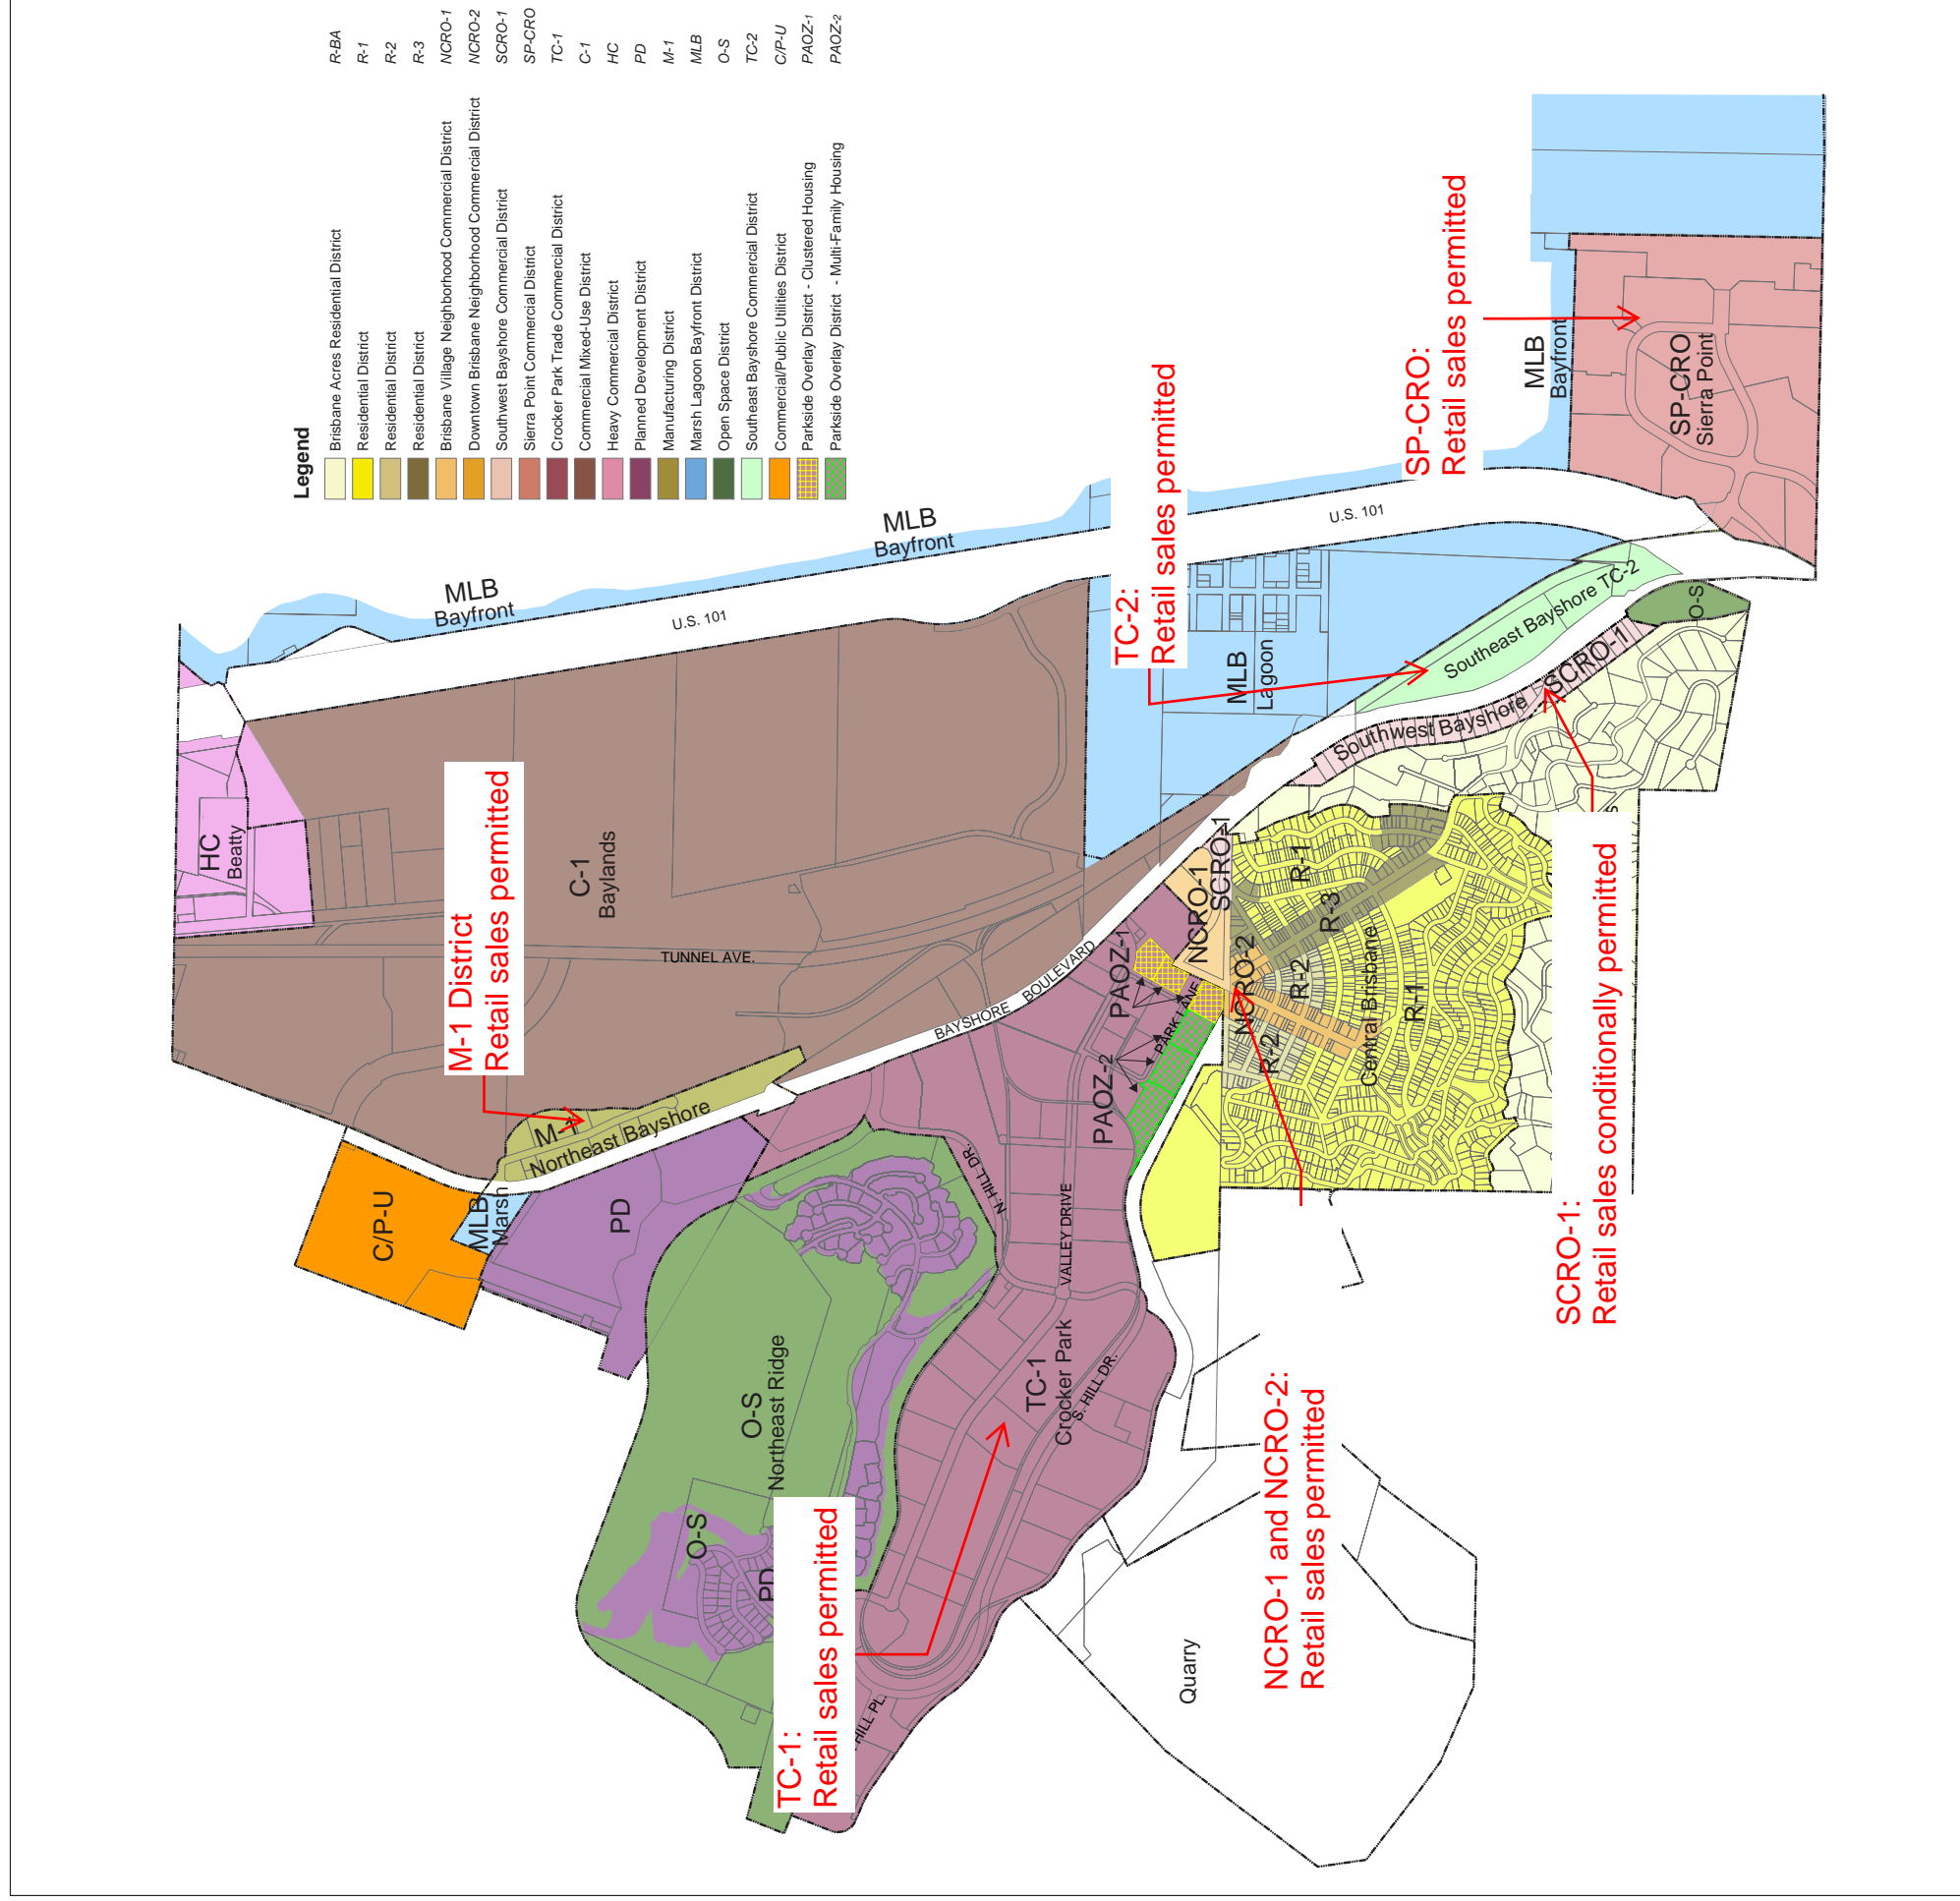 Legend
Brisbane Acres Residential District R-BA
Residential District R-1
Residential District R-2
Residential District R-3
Brisbane Village Neighborhood Commercial District NCRO-1
Downtown Brisbane Neighborhood Commercial District NCRO-2
Southwest Bayshore Commercial District SCRO-1
Sierra Point Commercial District SP-CRO
Crocker Park Trade Commercial District TC-1
Commercial Mixed-Use District C-1
Heavy Commercial District HC
Planned Development District PD
Manufacturing District M-1
Marsh Lagoon Bayfront District MLB
Open Space District O-S
Southeast Bayshore Commercial District TC-2
Commercial/Public Utilities District C/P-U
Parkside Overlay District - Clustered Housing PAOZ-1
Parkside Overlay District - Multi-Family Housing PAOZ-2
HC
Beatty
MLB
Bayfront
U.S. 101
MLB
Bayfront
M-1 District
Retail sales permitted
C-1
Baylands
TUNNEL AVE.
C/P-U
MLB
Marsh
M-1
Northeast Bayshore
PD
O-S
Northeast Ridge
O-S
PD
TC-1:
Retail sales permitted
HILL PL.
N. HILL DR.
VALLEY DRIVE
TC-1
Crocker Park
S. HILL DR.
BAYSHORE BOULEVARD
PAOZ-1
PAOZ-2
PARK LANE
NCRO-1
SCRO-1
NCRO-2
R-1
R-3
R-2
R-2
Central Brisbane
R-1
TC-2:
Retail sales permitted
MLB
Lagoon
U.S. 101
SP-CRO:
Retail sales permitted
MLB
Bayfront
SP-CRO
Sierra Point
Southeast Bayshore TC-2
O-S
Southwest Bayshore
SCRO-1
s
SCRO-1:
Retail sales conditionally permitted
NCRO-1 and NCRO-2:
Retail sales permitted
Quarry